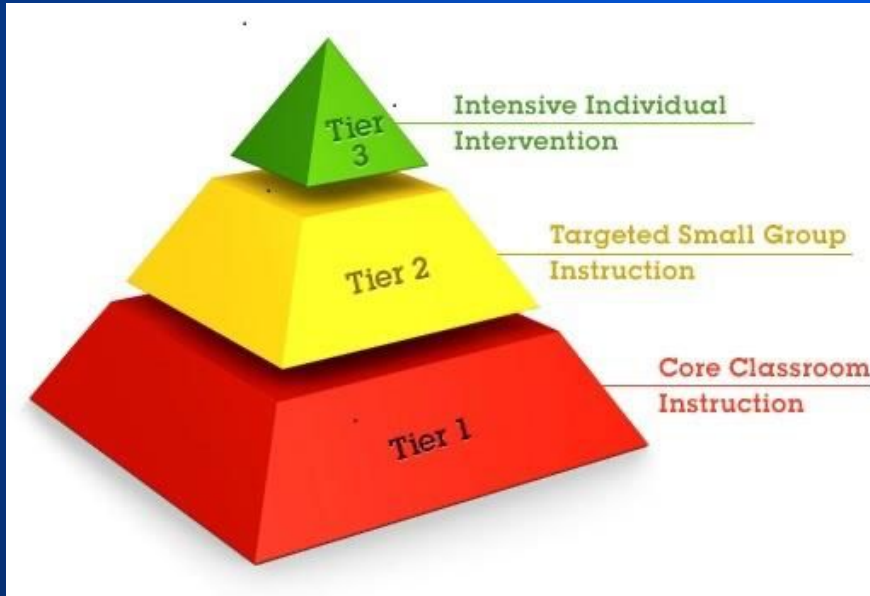 Tier
3
Intensive Individual
Intervention
Tier 2
Targeted Small Group
Instruction
Tier 1
Core Classroom
Instruction